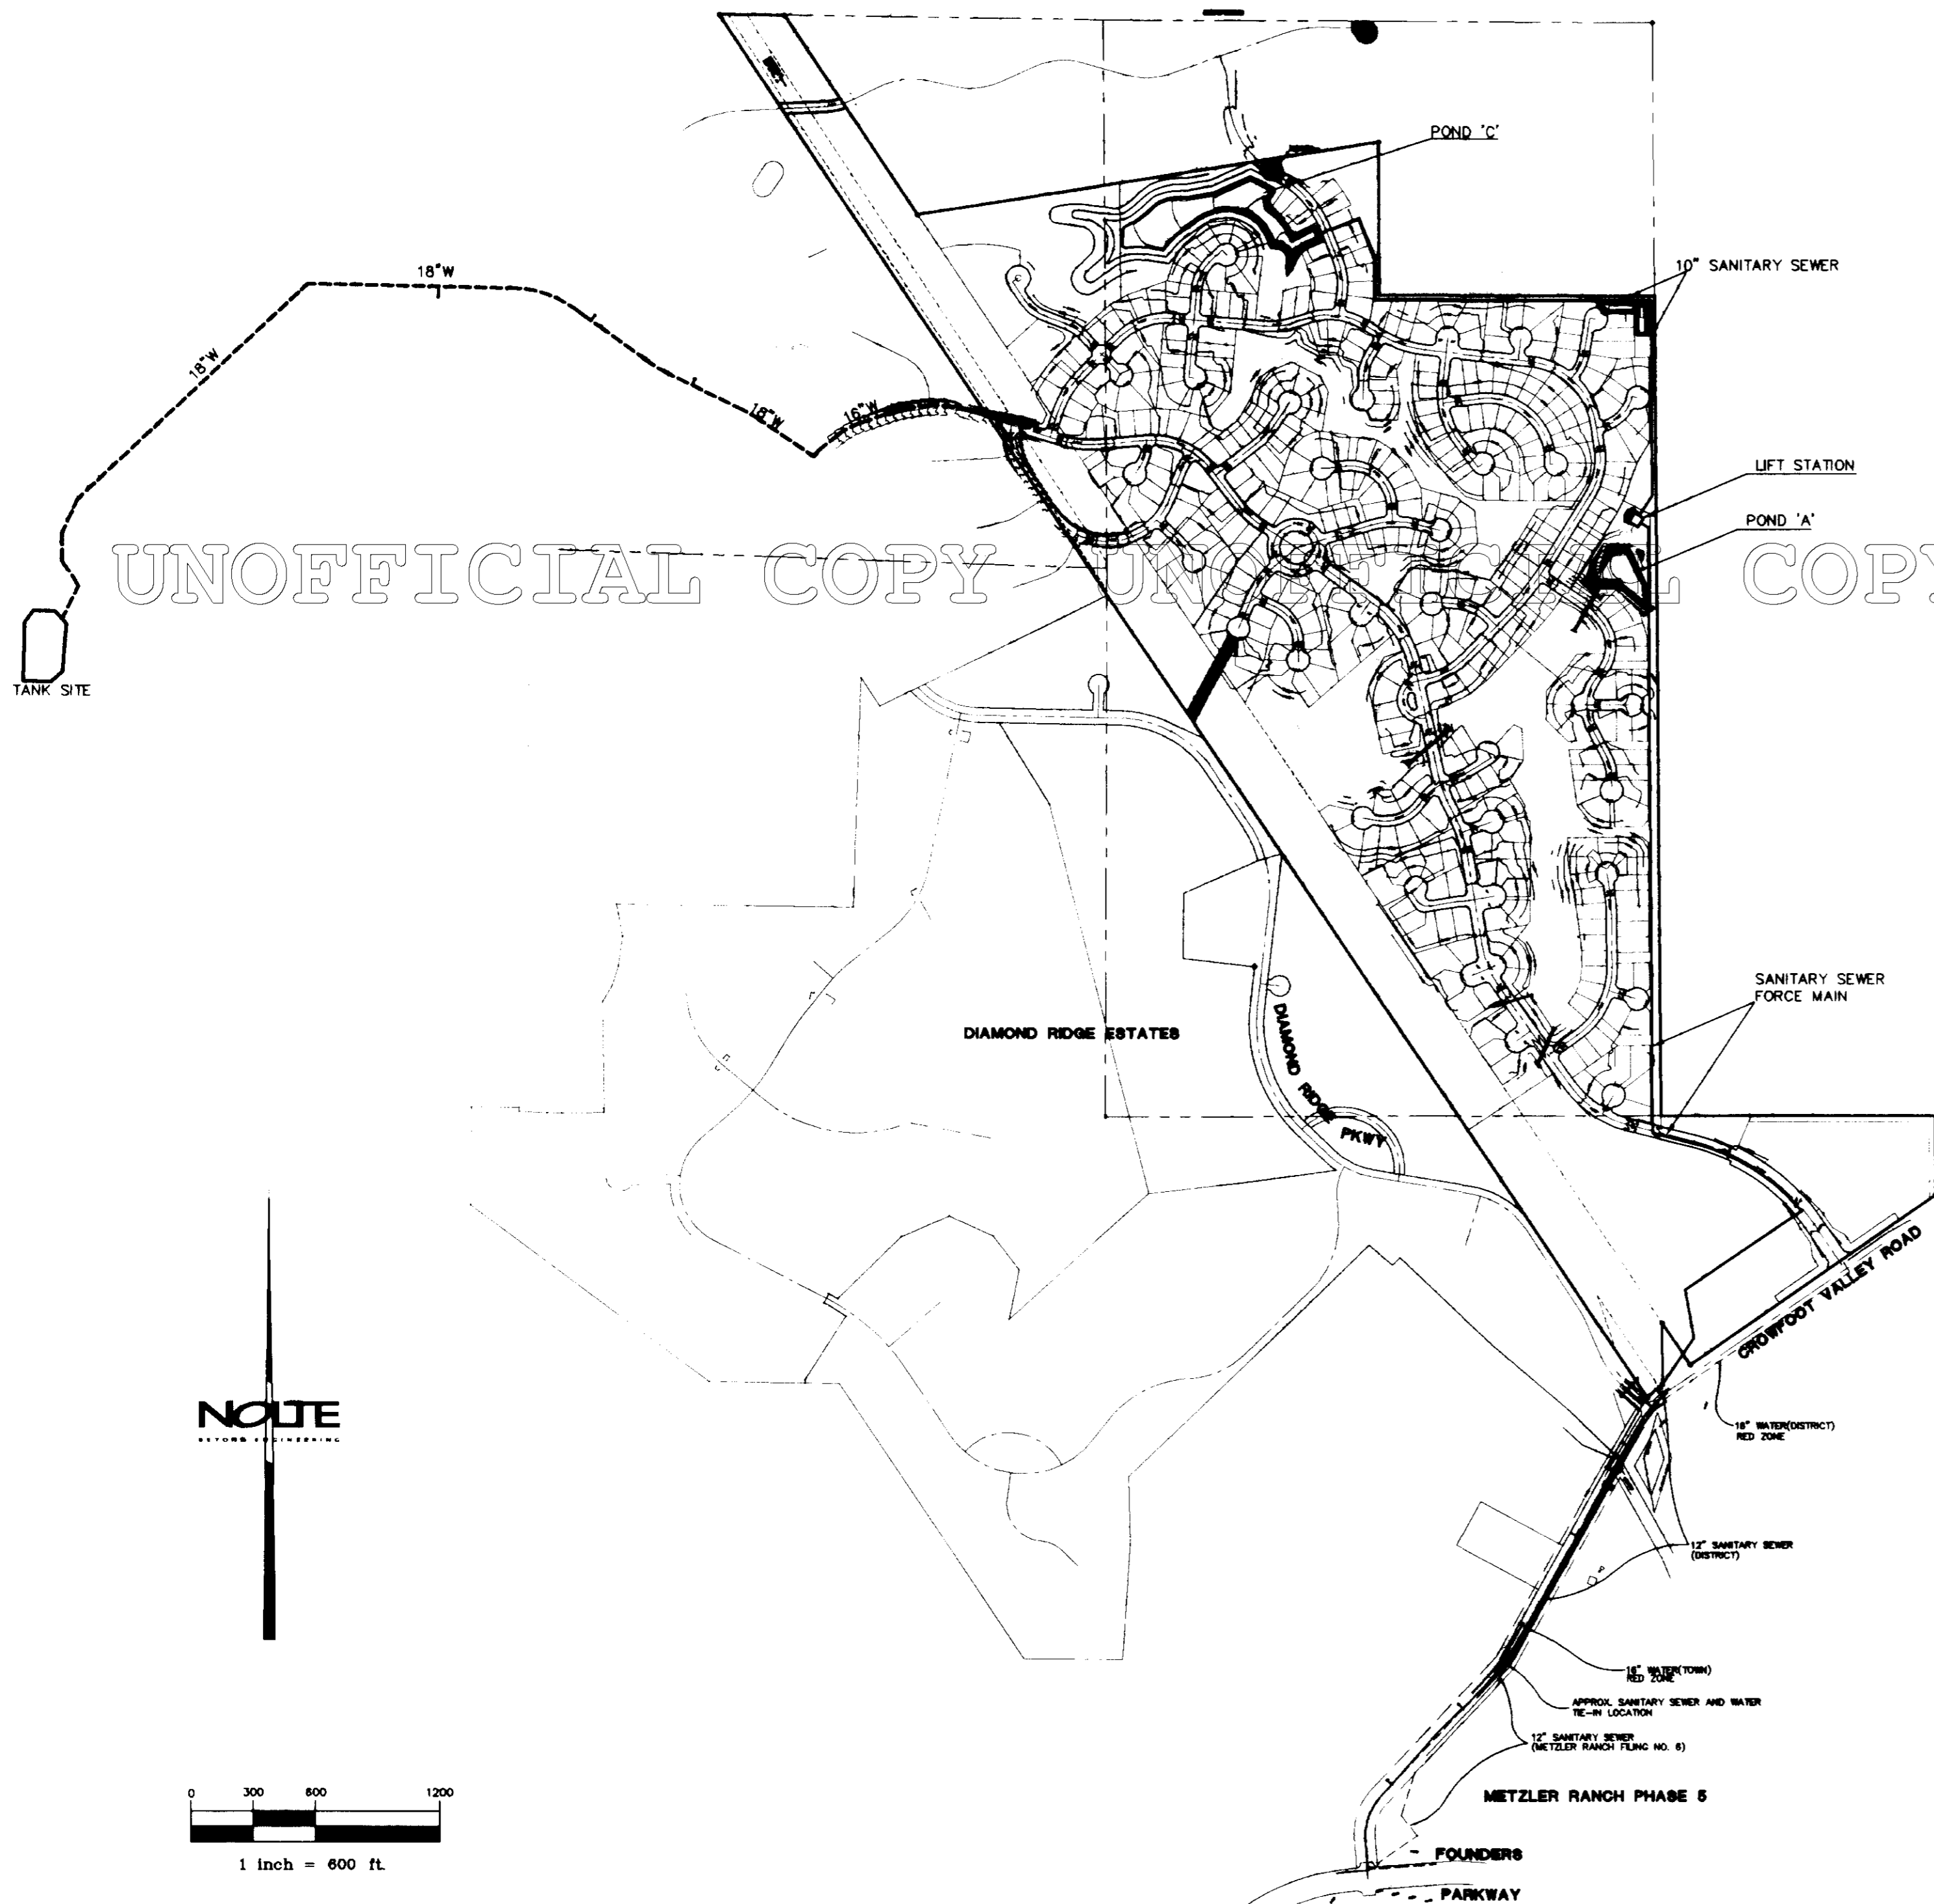 POND 'C'
18"W
10" SANITARY SEWER
18"W
18"W
16"W
LIFT STATION
POND 'A'
UNOFFICIAL COPY UNOFFICIAL COPY
TANK SITE
SANITARY SEWER
FORCE MAIN
DIAMOND RIDGE ESTATES
DIAMOND RIDGE PKWY
CROWFOOT VALLEY ROAD
NOLTE
BEYOND ENGINEERING
18" WATER(DISTRICT)
RED ZONE
12" SANITARY SEWER
(DISTRICT)
16" WATER(TOWN)
RED ZONE
APPROX. SANITARY SEWER AND WATER
TIE-IN LOCATION
12" SANITARY SEWER
(METZLER RANCH FILING NO. 6)
METZLER RANCH PHASE 5
0 300 600 1200
1 inch = 600 ft.
FOUNDERS
PARKWAY